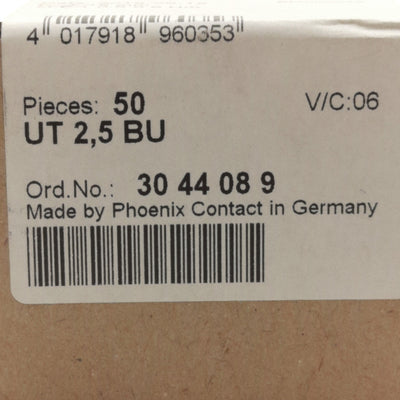 4 017918 960353
Pieces: 50 V/C:06
UT 2,5 BU
Ord.No.: 30 44 08 9
Made by Phoenix Contact in Germany